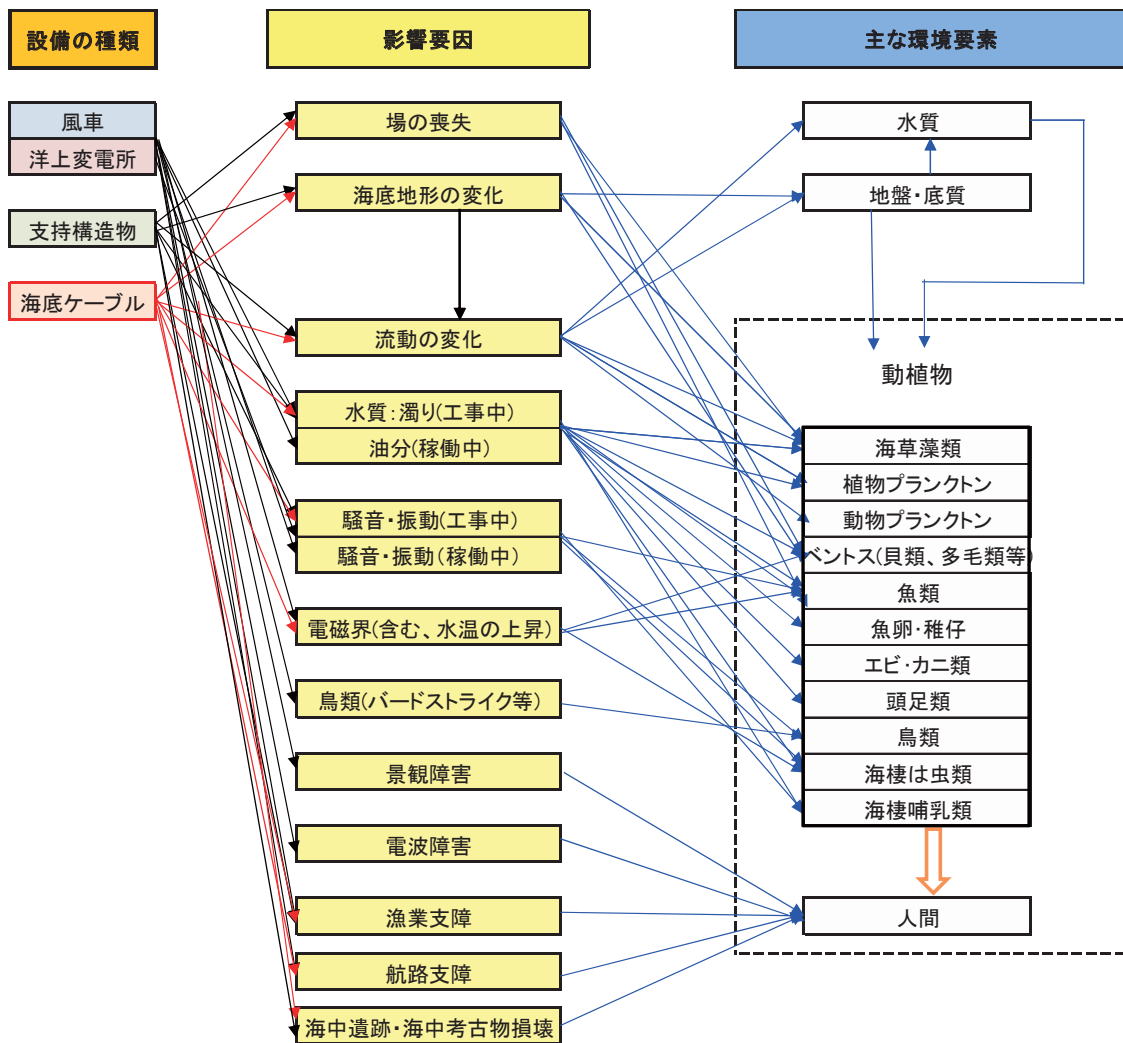 設備の種類
影響要因
主な環境要素
風車
洋上変電所
支持構造物
海底ケーブル
場の喪失
海底地形の変化
流動の変化
水質:濁り(工事中)
油分(稼働中)
騒音・振動(工事中)
騒音・振動(稼働中)
電磁界(含む、水温の上昇)
鳥類(バードストライク等)
景観障害
電波障害
漁業支障
航路支障
海中遺跡・海中考古物損壊
水質
地盤・底質
動植物
海草藻類
植物プランクトン
動物プランクトン
ベントス(貝類、多毛類等)
魚類
魚卵・稚仔
エビ・カニ類
頭足類
鳥類
海棲は虫類
海棲哺乳類
人間